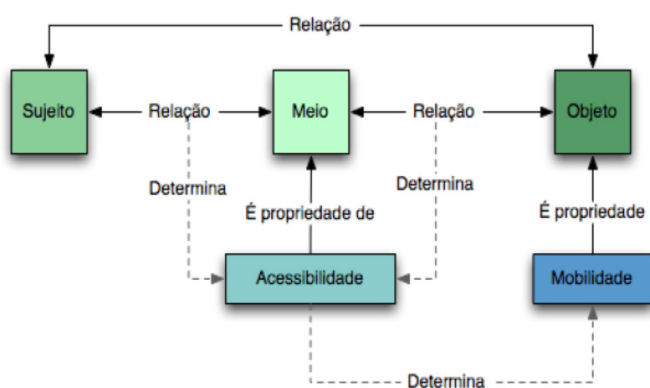 Relação
Sujeito
Relação
Meio
Relação
Objeto
Determina
Determina
É propriedade de
É propriedade
Acessibilidade
Mobilidade
Determina